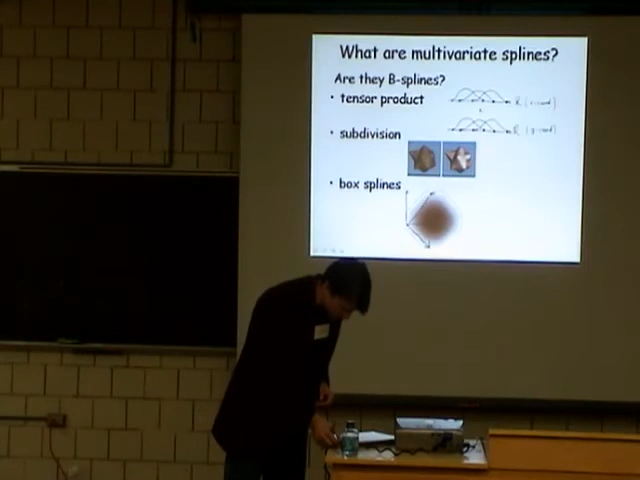 What are multivariate splines?
Are they B-splines?
• tensor product
• subdivision
• box splines